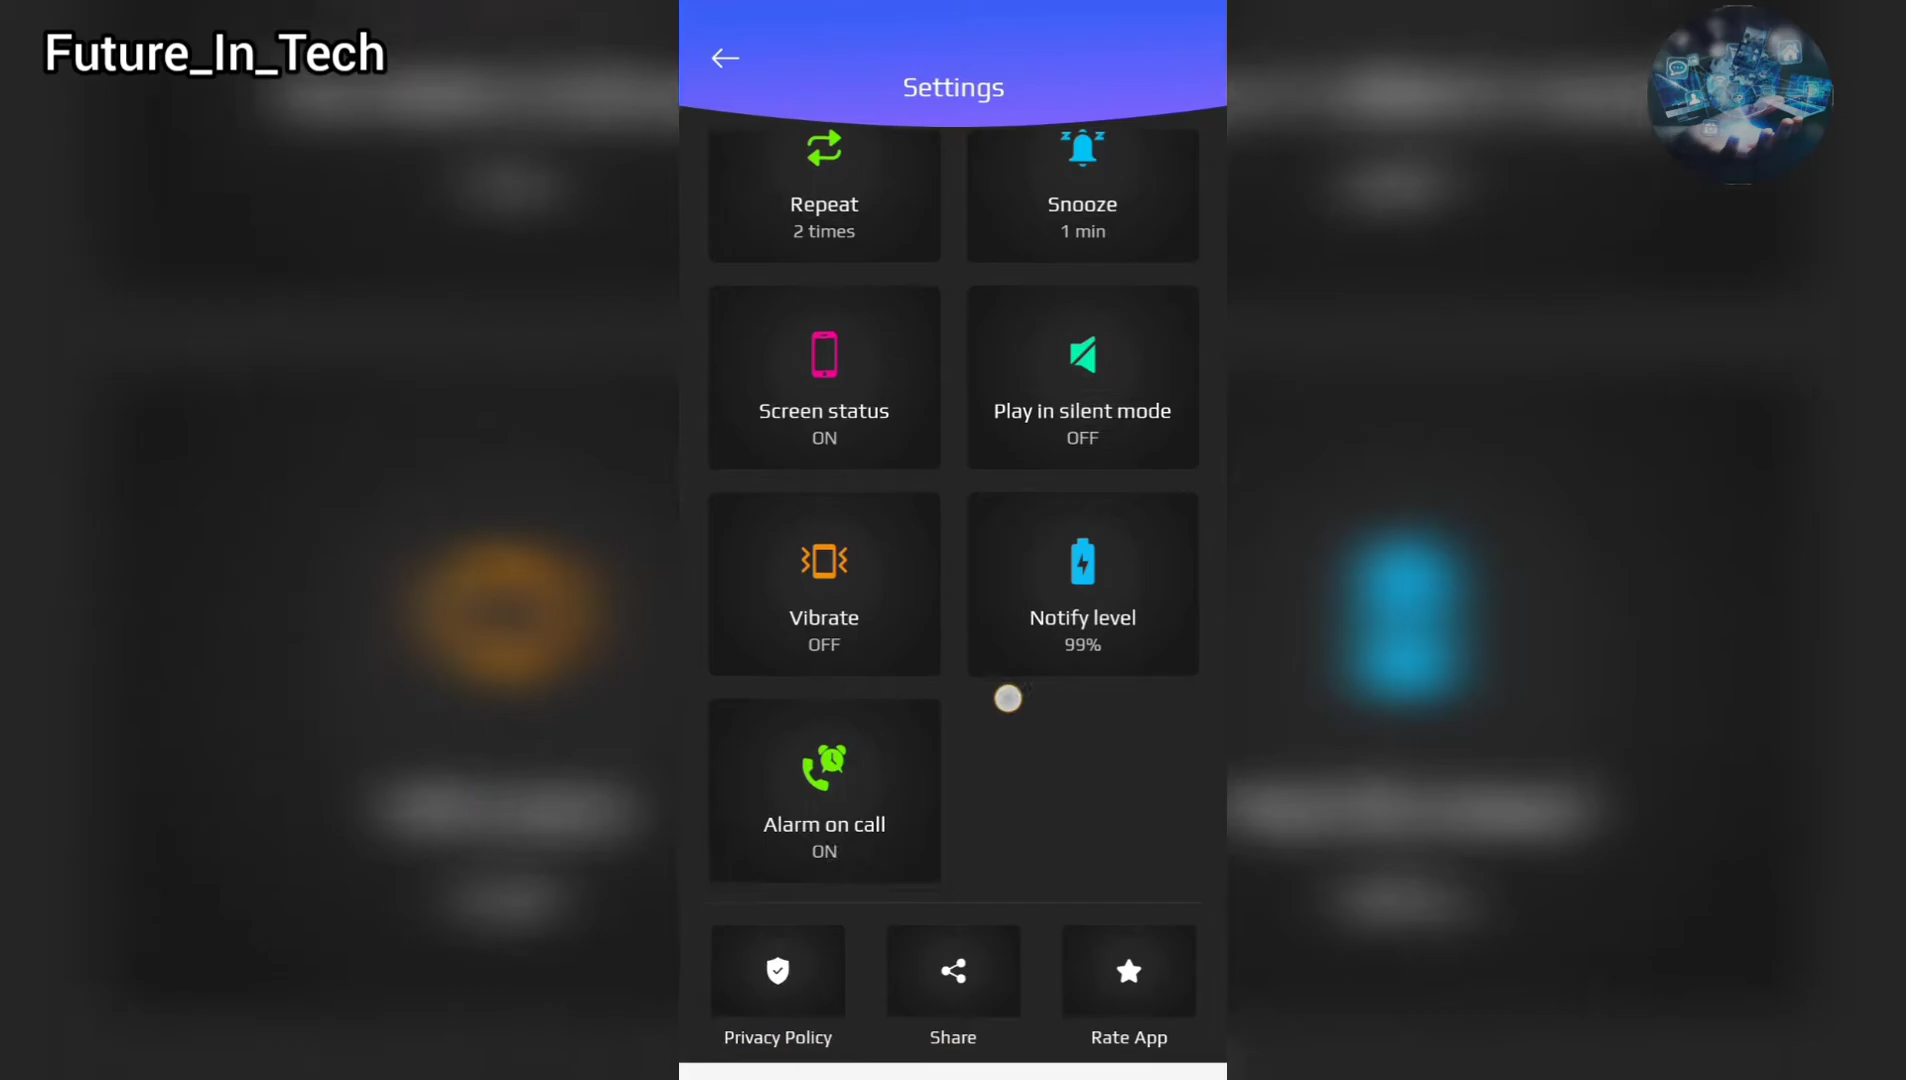 Future_In_Tech
Settings
Repeat
2 times
Snooze
1 min
Screen status
ON
Play in silent mode
OFF
Vibrate
OFF
Notify level
99%
Alarm on call
ON
Privacy Policy
Share
Rate App